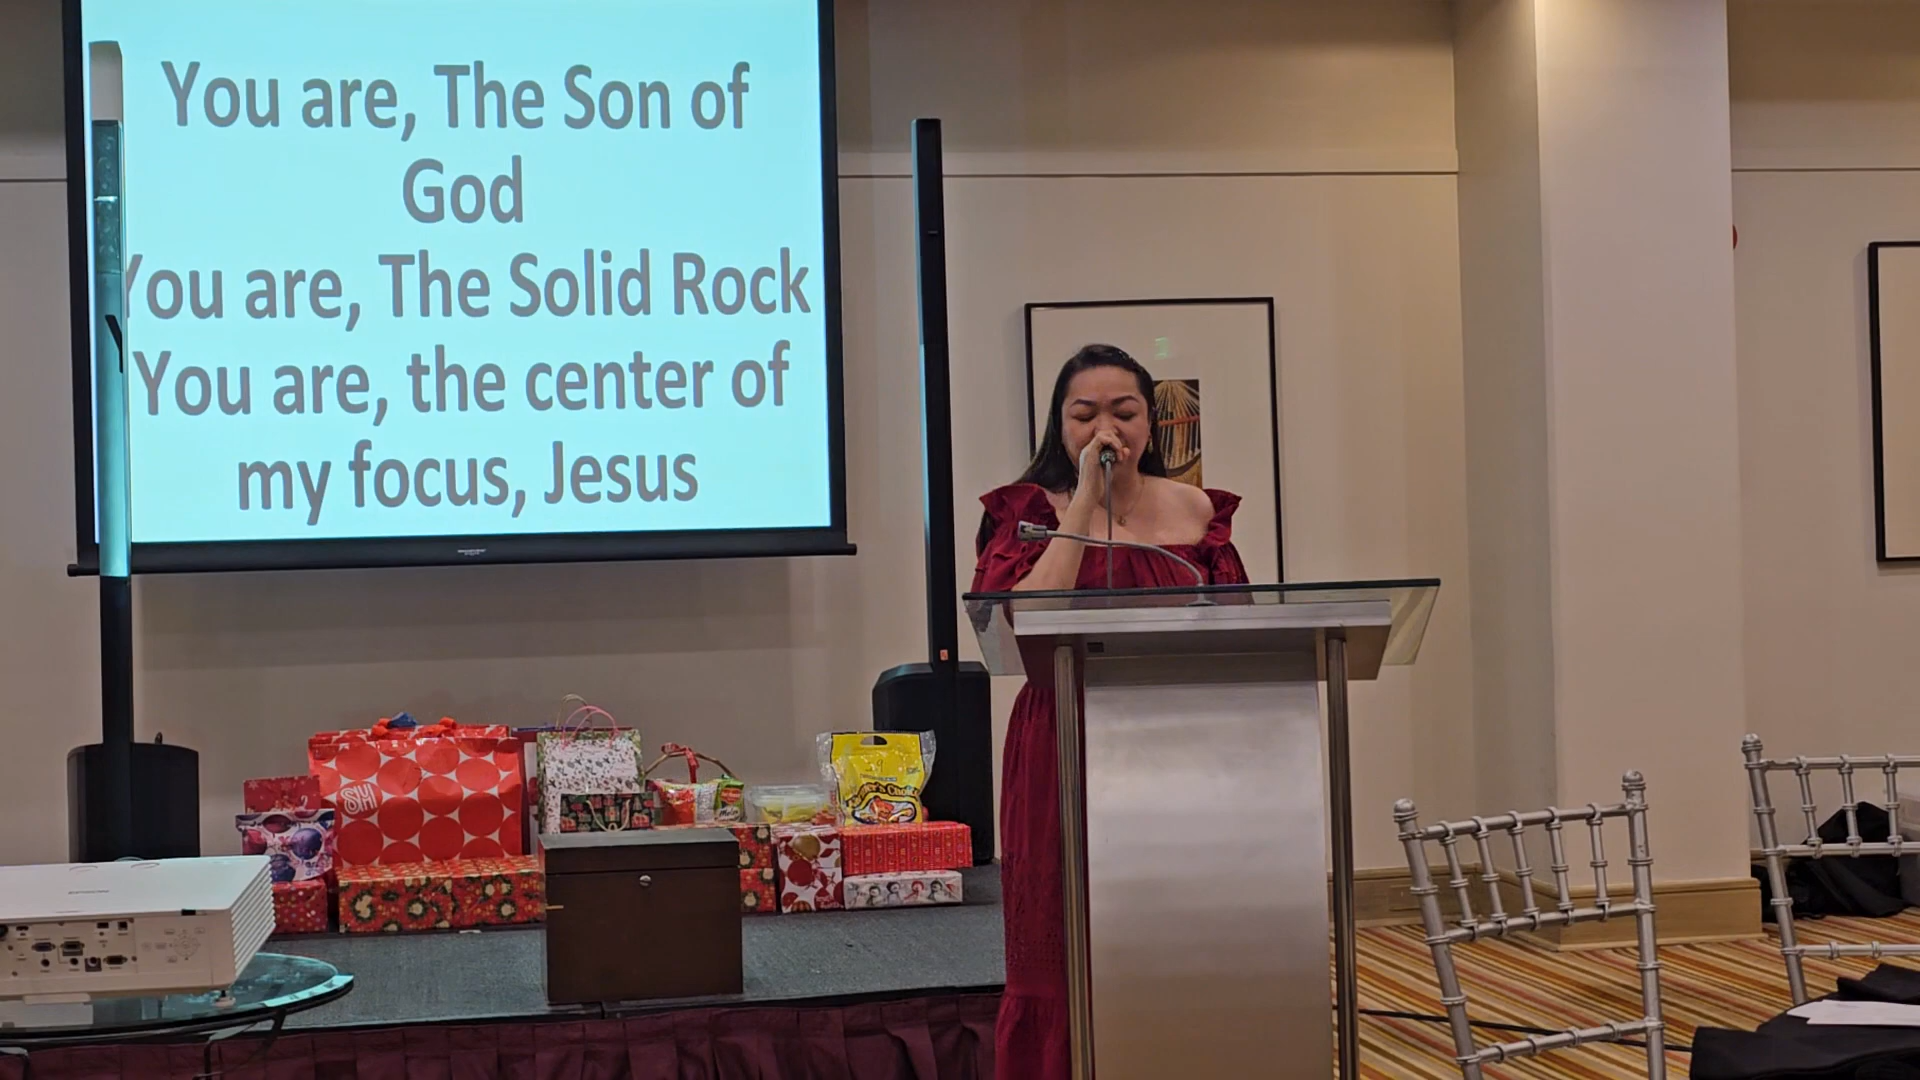 You are, The Son of
God
You are, The Solid Rock
You are, the center of
my focus, Jesus
SH